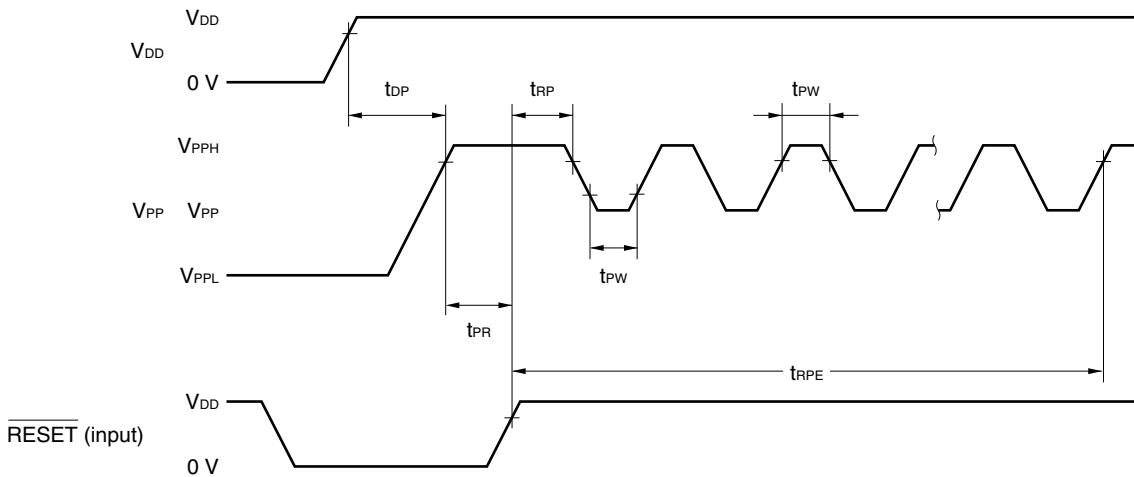 VDD
VDD
0 V
tDP
tRP
tPW
VPPH
VPP VPP
tPW
VPPL
tPR
tRPE
VDD
RESET (input)
0 V